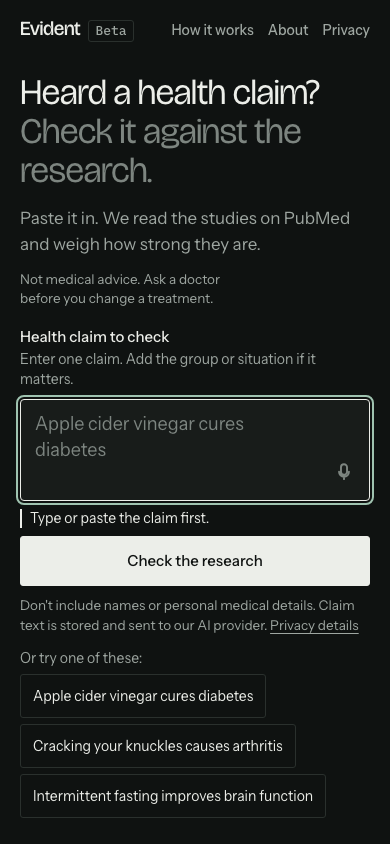 Evident Beta How it works About Privacy
Heard a health claim?
Check it against the
research.
Paste it in. We read the studies on PubMed
and weigh how strong they are.
Not medical advice. Ask a doctor
before you change a treatment.
Health claim to check
Enter one claim. Add the group or situation if it
matters.
Apple cider vinegar cures
diabetes
Type or paste the claim first.
Check the research
Don't include names or personal medical details. Claim
text is stored and sent to our AI provider. Privacy details
Or try one of these:
Apple cider vinegar cures diabetes
Cracking your knuckles causes arthritis
Intermittent fasting improves brain function